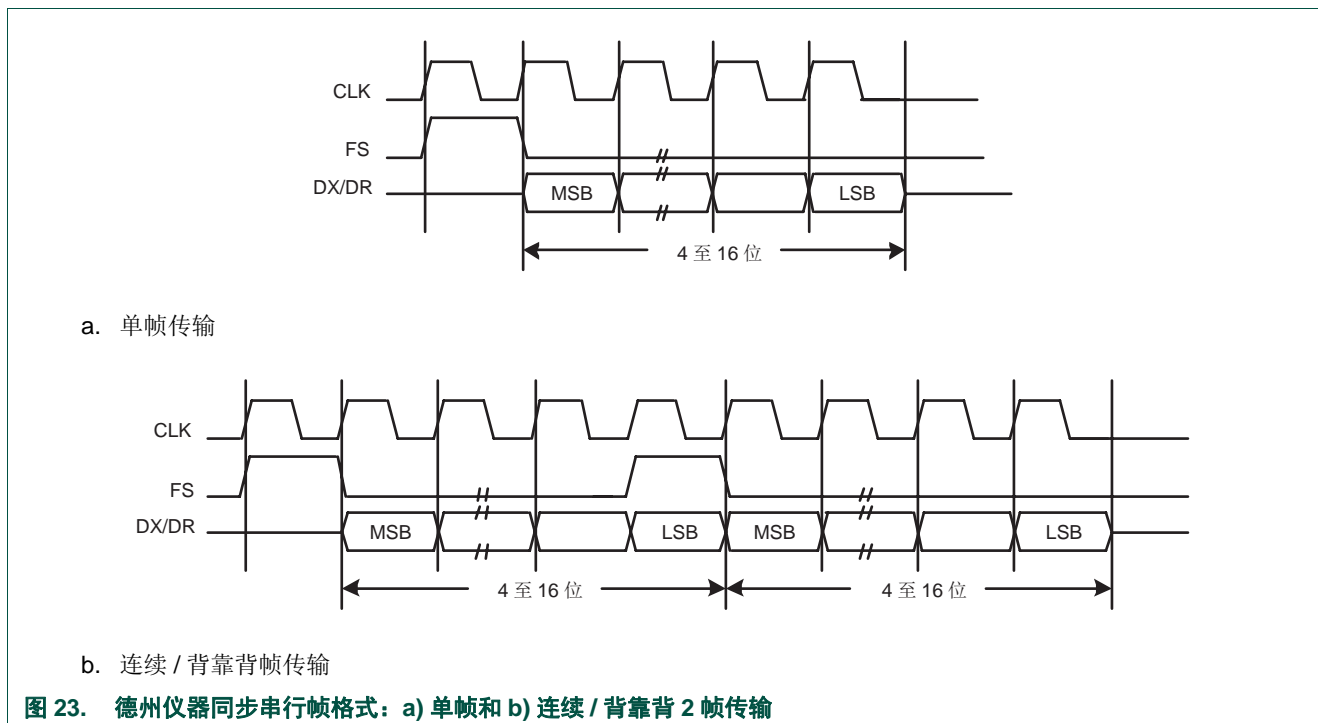 CLK
FS
DX/DR
MSB
LSB
4 至 16 位
a. 单帧传输
CLK
FS
DX/DR
MSB
LSB
MSB
LSB
4 至 16 位
4 至 16 位
b. 连续 / 背靠背帧传输
图 23. 德州仪器同步串行帧格式：a) 单帧和 b) 连续 / 背靠背 2 帧传输